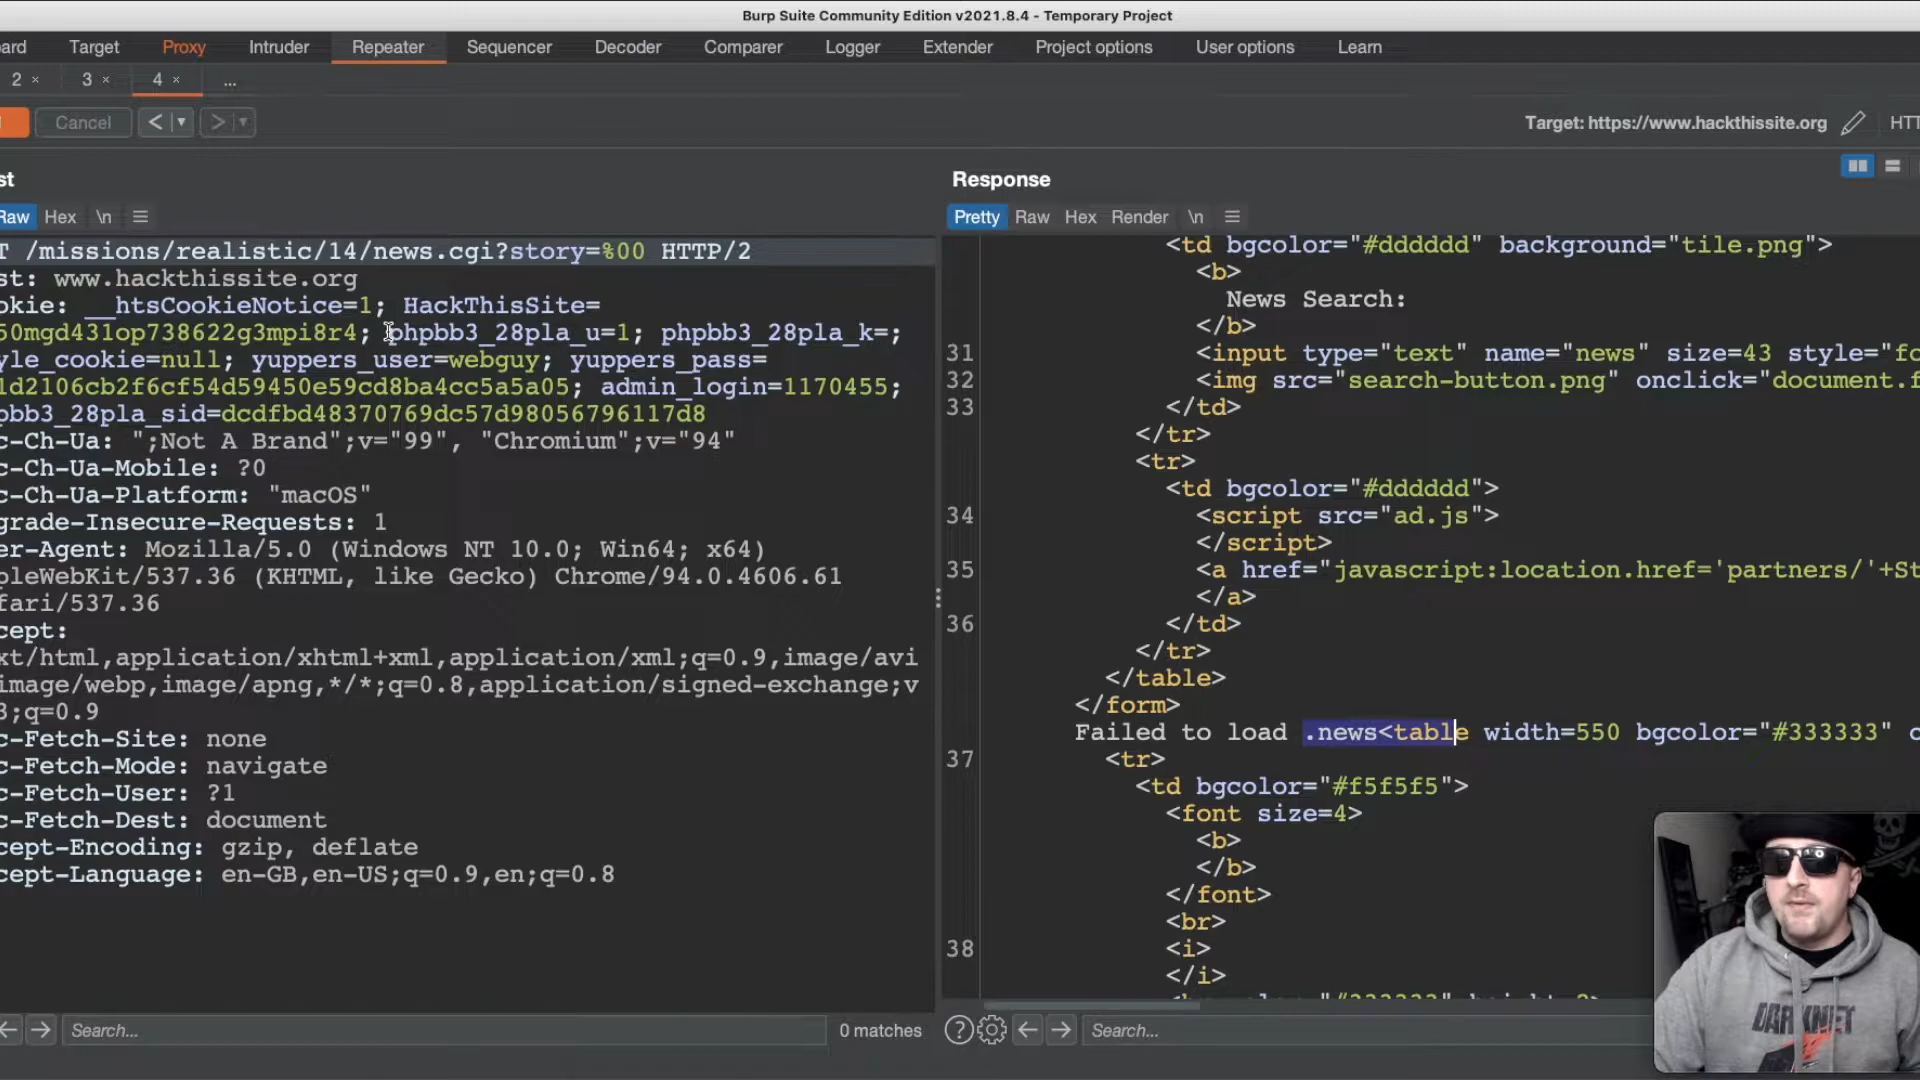 Burp Suite Community Edition v2021.8.4 - Temporary Project
ard Target Proxy Intruder Repeater Sequencer Decoder Comparer Logger Extender Project options User options Learn
2 × 3 × 4 × ...
Cancel < ▾ > ▾ Target: https://www.hackthissite.org HTT
st
Raw Hex \n ≡
T /missions/realistic/14/news.cgi?story=%00 HTTP/2
st: www.hackthissite.org
okie: __htsCookieNotice=1; HackThisSite=
50mgd431op738622g3mpi8r4; phpbb3_28pla_u=1; phpbb3_28pla_k=;
yle_cookie=null; yuppers_user=webguy; yuppers_pass=
1d2106cb2f6cf54d59450e59cd8ba4cc5a5a05; admin_login=1170455;
pbb3_28pla_sid=dcdfbd48370769dc57d98056796117d8
c-Ch-Ua: ";Not A Brand";v="99", "Chromium";v="94"
c-Ch-Ua-Mobile: ?0
c-Ch-Ua-Platform: "macOS"
grade-Insecure-Requests: 1
er-Agent: Mozilla/5.0 (Windows NT 10.0; Win64; x64)
pleWebKit/537.36 (KHTML, like Gecko) Chrome/94.0.4606.61
fari/537.36
cept:
xt/html,application/xhtml+xml,application/xml;q=0.9,image/avi
image/webp,image/apng,*/*;q=0.8,application/signed-exchange;v
3;q=0.9
c-Fetch-Site: none
c-Fetch-Mode: navigate
c-Fetch-User: ?1
c-Fetch-Dest: document
cept-Encoding: gzip, deflate
cept-Language: en-GB,en-US;q=0.9,en;q=0.8
Search... 0 matches
Response
Pretty Raw Hex Render \n ≡
<td bgcolor="#dddddd" background="tile.png">
<b>
News Search:
</b>
31 <input type="text" name="news" size=43 style="fo
32 <img src="search-button.png" onclick="document.f
33 </td>
</tr>
<tr>
<td bgcolor="#dddddd">
34 <script src="ad.js">
</script>
35 <a href="javascript:location.href='partners/'+St
</a>
36 </td>
</tr>
</table>
</form>
Failed to load .news<table width=550 bgcolor="#333333" c
37 <tr>
<td bgcolor="#f5f5f5">
<font size=4>
<b>
</b>
</font>
<br>
38 <i>
</i>
Search...
DARKNET